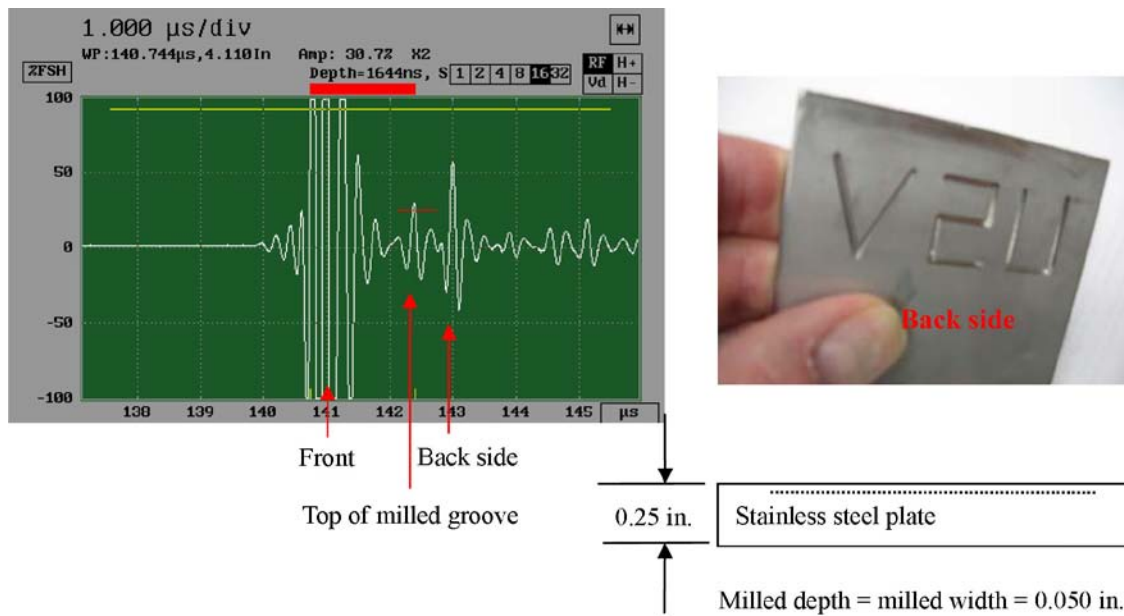 1.000 µs/div
WP:140.744µs,4.110In Amp: 30.7% X2
%FSH
Depth=1644ns, S 1 2 4 8 16 32
RF H+
Vd H-
100
50
0
-50
-100
138 139 140 141 142 143 144 145 µs
V2U
Back side
Front
Back side
Top of milled groove
0.25 in.
Stainless steel plate
Milled depth = milled width = 0.050 in.